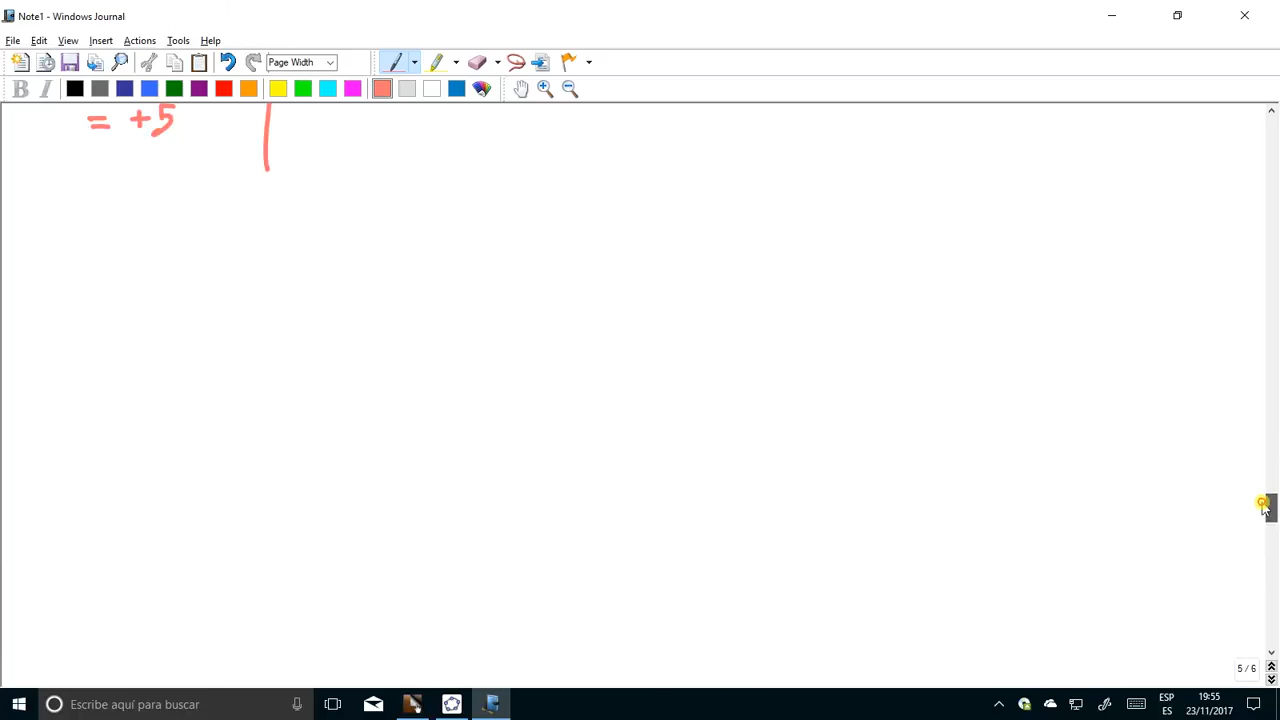 Note1 - Windows Journal
File Edit View Insert Actions Tools Help
Page Width
B I
= +5
5 / 6
Escribe aquí para buscar
ESP 19:55
ES 23/11/2017